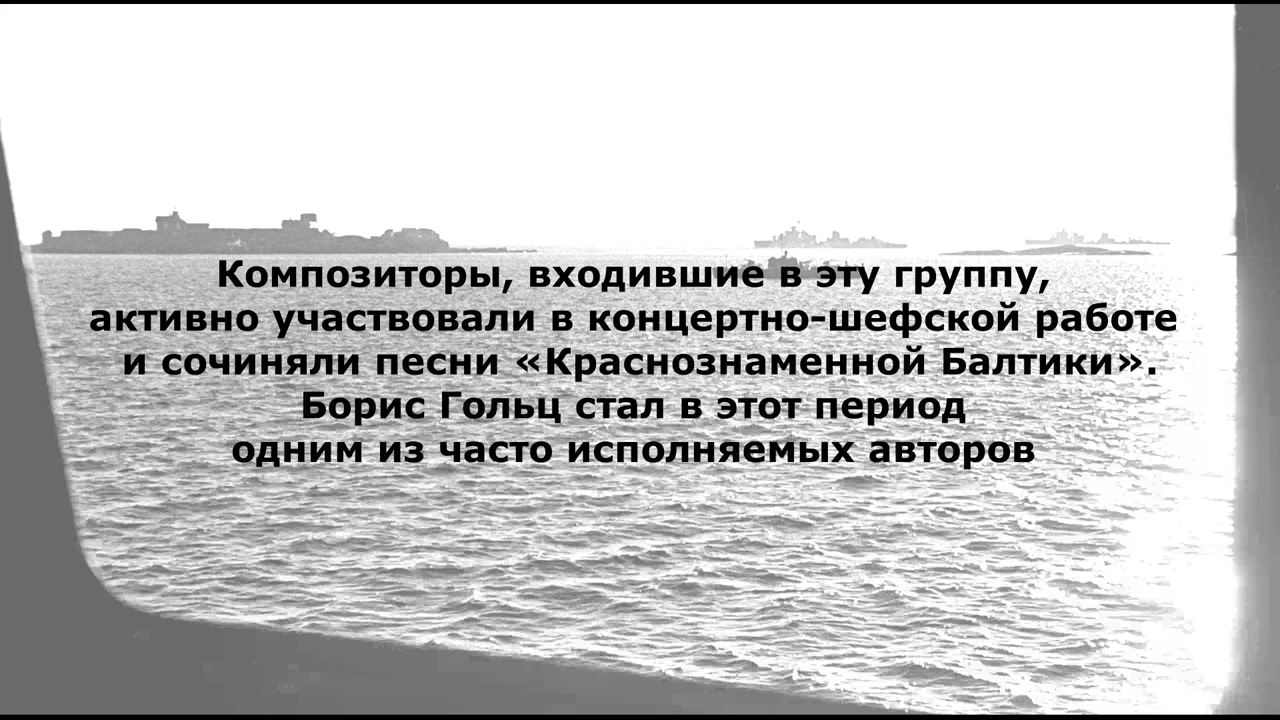 Композиторы, входившие в эту группу,
активно участвовали в концертно-шефской работе
и сочиняли песни «Краснознаменной Балтики».
Борис Гольц стал в этот период
одним из часто исполняемых авторов